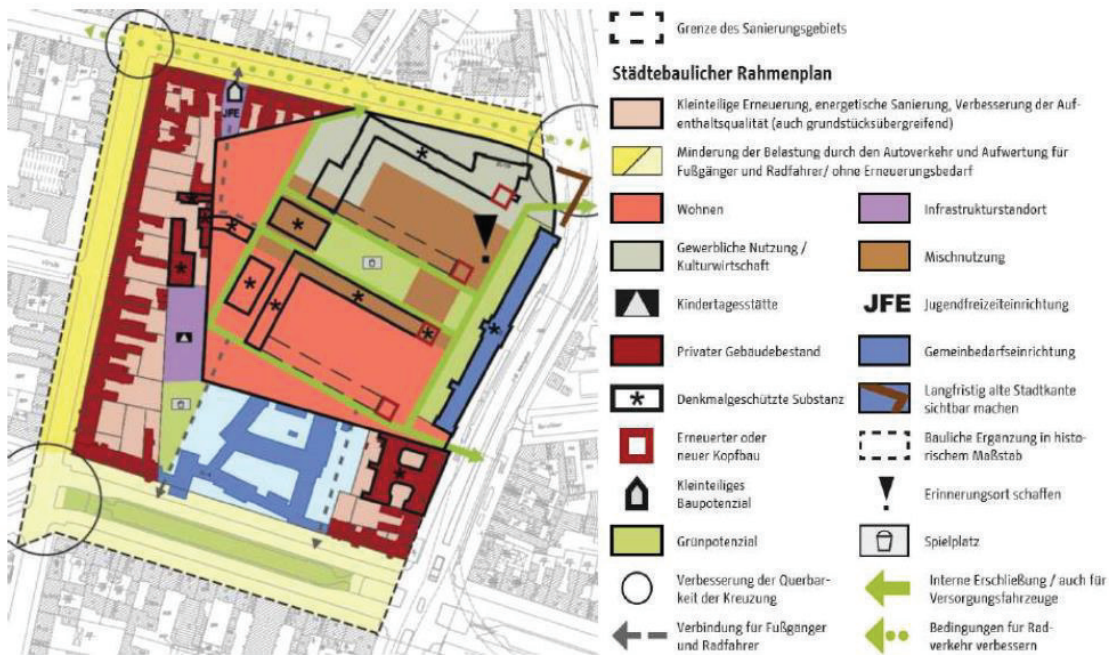 JFE
Grenze des Sanierungsgebiets
Städtebaulicher Rahmenplan
Kleinteilige Erneuerung, energetische Sanierung, Verbesserung der Auf-
enthaltsqualität (auch grundstücksübergreifend)
Minderung der Belastung durch den Autoverkehr und Aufwertung für
Fußgänger und Radfahrer/ ohne Erneuerungsbedarf
Wohnen
Infrastrukturstandort
Gewerbliche Nutzung /
Kulturwirtschaft
Mischnutzung
Kindertagesstätte
JFE
Jugendfreizeiteinrichtung
Privater Gebäudebestand
Gemeinbedarfseinrichtung
Denkmalgeschützte Substanz
Langfristig alte Stadtkante
sichtbar machen
Erneuerter oder
neuer Kopfbau
Bauliche Ergänzung in histo-
rischem Maßstab
Kleinteiliges
Baupotenzial
Erinnerungsort schaffen
Grünpotenzial
Spielplatz
Verbesserung der Querbar-
keit der Kreuzung
Interne Erschließung / auch für
Versorgungsfahrzeuge
Verbindung für Fußgänger
und Radfahrer
Bedingungen für Rad-
verkehr verbessern